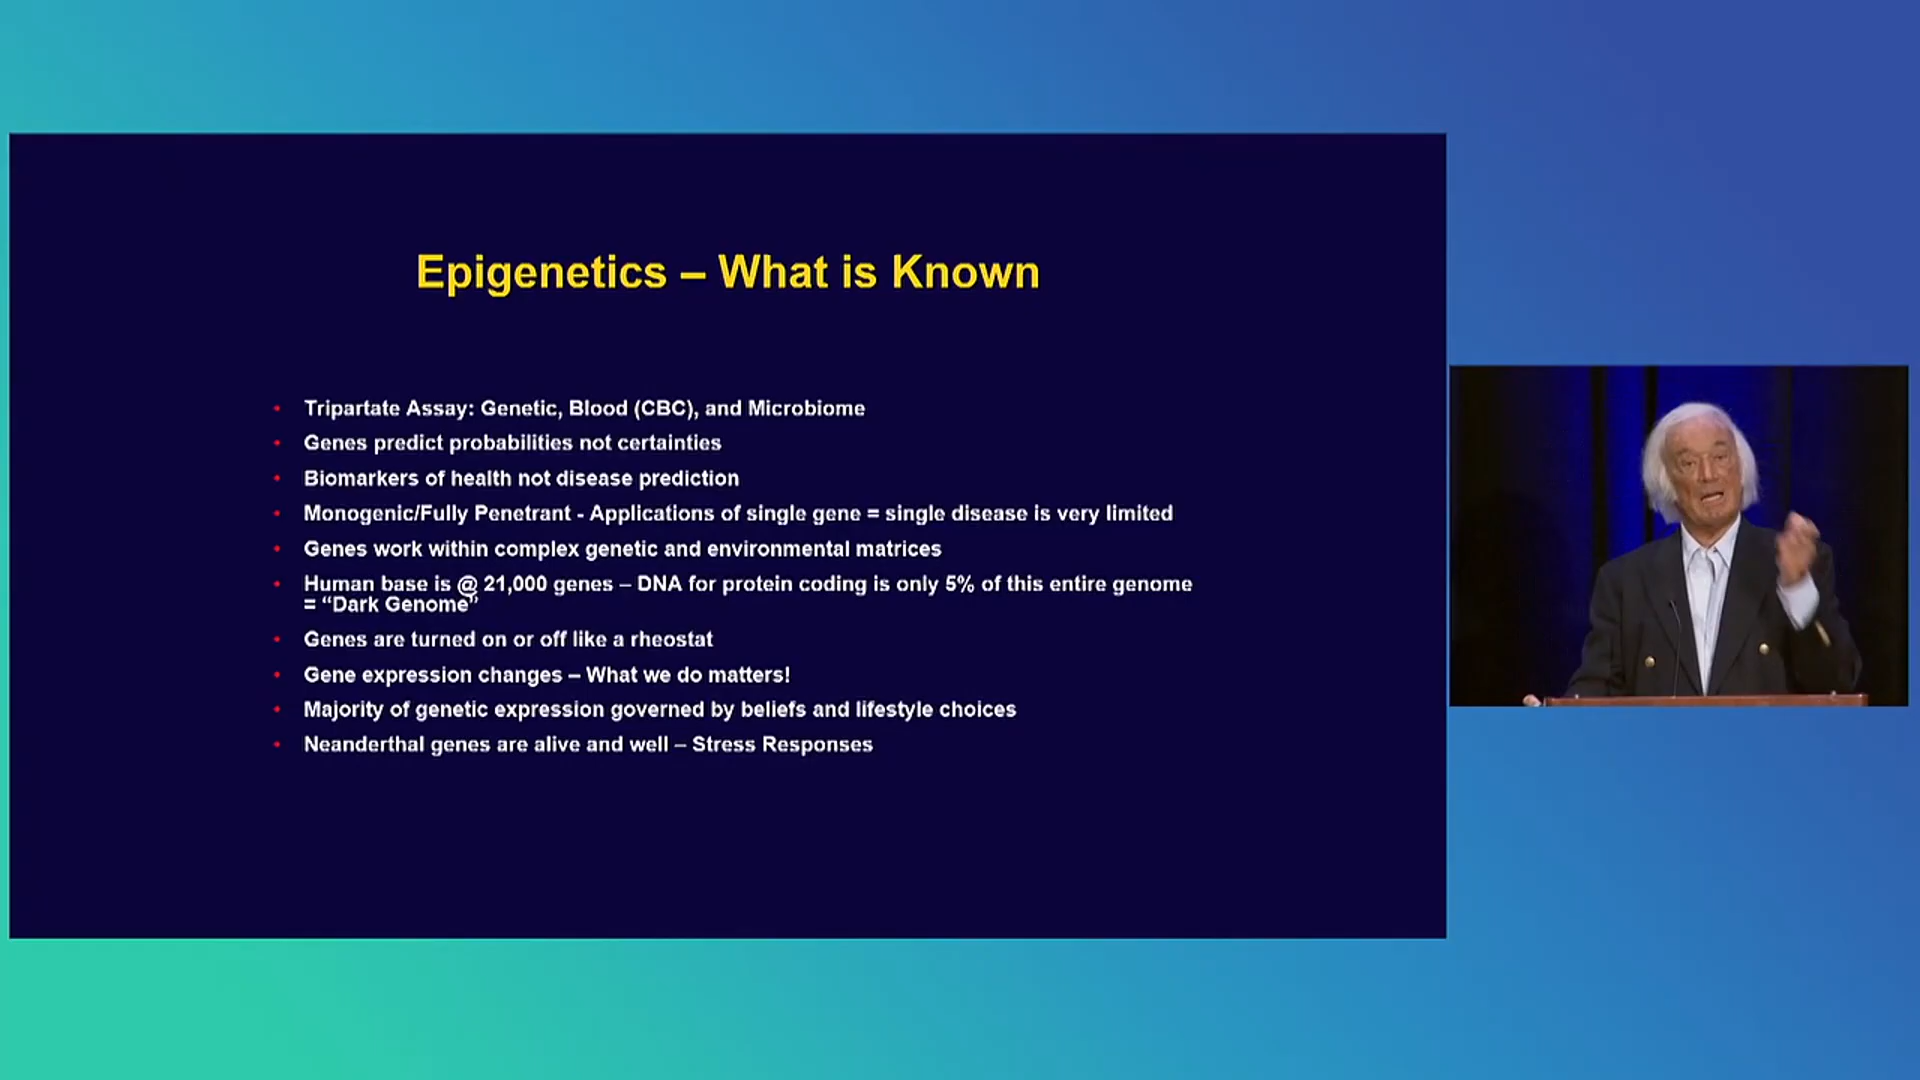 Epigenetics – What is Known
• Tripartate Assay: Genetic, Blood (CBC), and Microbiome
• Genes predict probabilities not certainties
• Biomarkers of health not disease prediction
• Monogenic/Fully Penetrant - Applications of single gene = single disease is very limited
• Genes work within complex genetic and environmental matrices
• Human base is @ 21,000 genes – DNA for protein coding is only 5% of this entire genome
= “Dark Genome”
• Genes are turned on or off like a rheostat
• Gene expression changes – What we do matters!
• Majority of genetic expression governed by beliefs and lifestyle choices
• Neanderthal genes are alive and well – Stress Responses